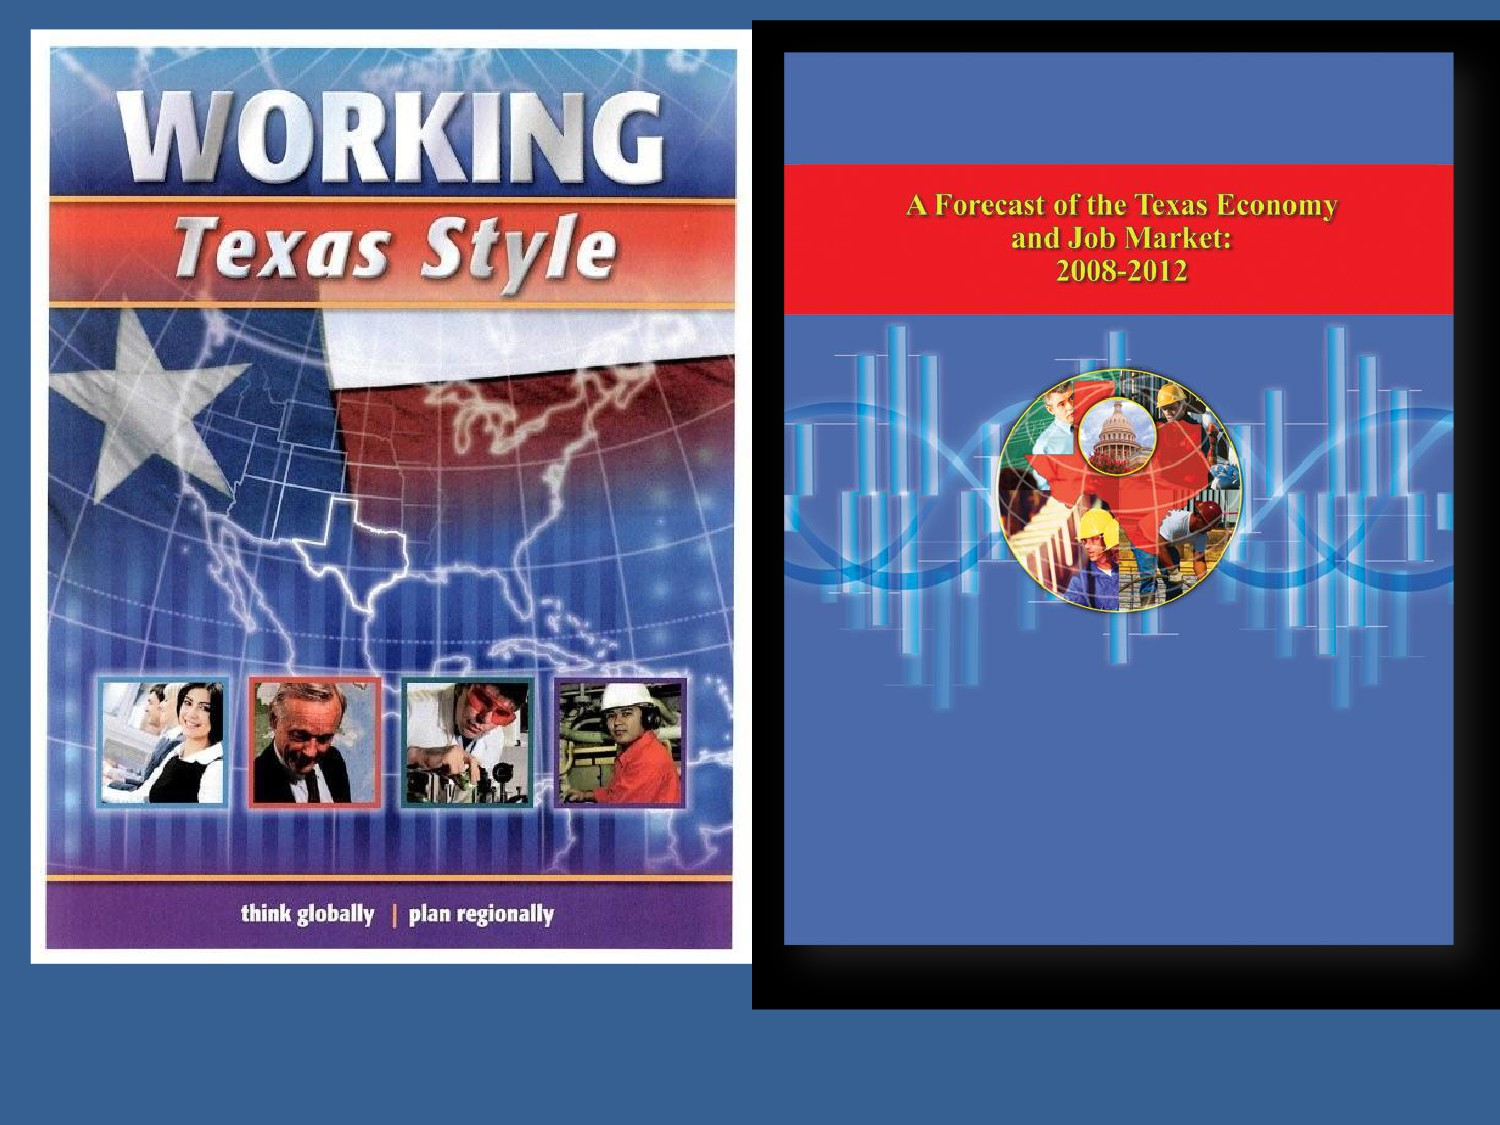 WORKING
Texas Style
think globally | plan regionally
A Forecast of the Texas Economy
and Job Market:
2008-2012